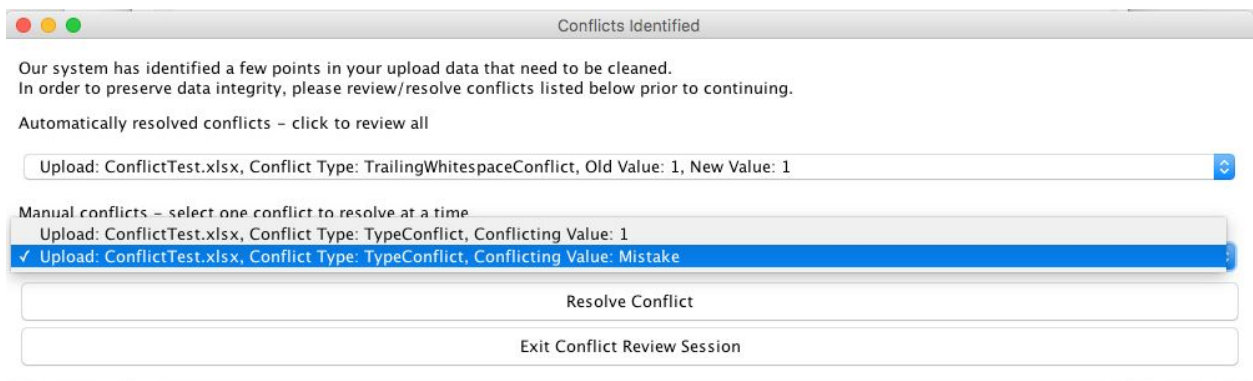 Conflicts Identified
Our system has identified a few points in your upload data that need to be cleaned.
In order to preserve data integrity, please review/resolve conflicts listed below prior to continuing.
Automatically resolved conflicts – click to review all
Upload: ConflictTest.xlsx, Conflict Type: TrailingWhitespaceConflict, Old Value: 1, New Value: 1
Manual conflicts – select one conflict to resolve at a time
Upload: ConflictTest.xlsx, Conflict Type: TypeConflict, Conflicting Value: 1
✓ Upload: ConflictTest.xlsx, Conflict Type: TypeConflict, Conflicting Value: Mistake
Resolve Conflict
Exit Conflict Review Session